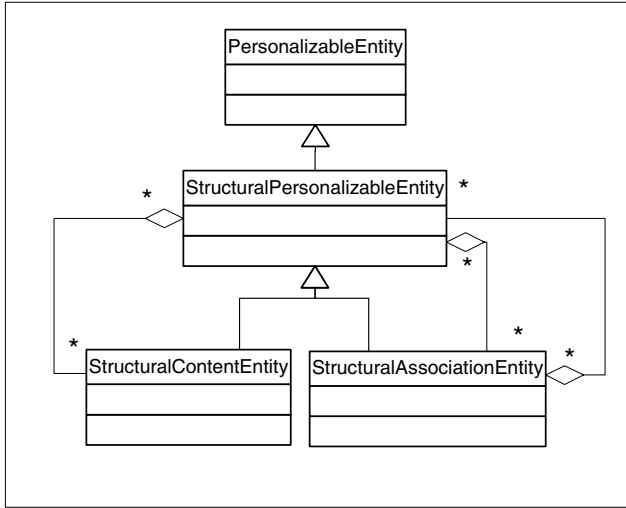 PersonalizableEntity
*
StructuralPersonalizableEntity
*
*
*
*
*
StructuralContentEntity
StructuralAssociationEntity